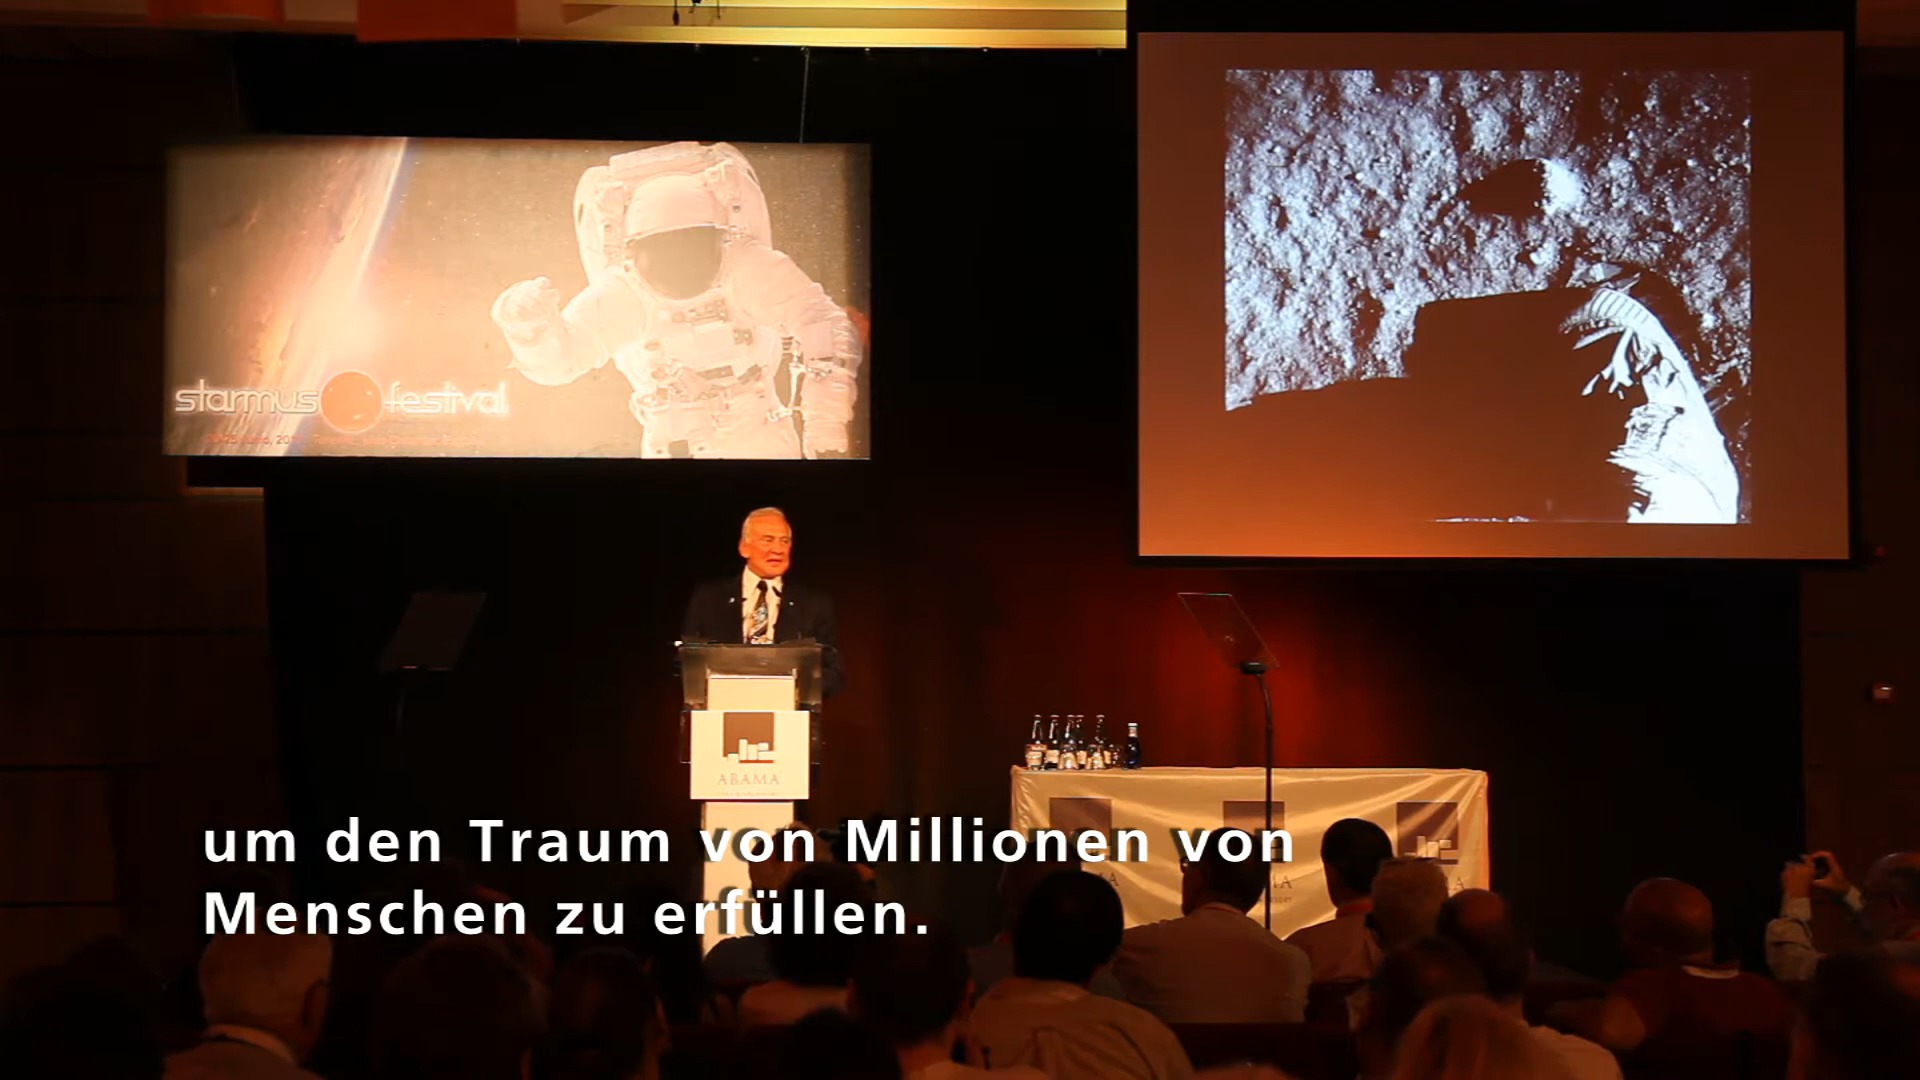 starmus festival
ABAMA
um den Traum von Millionen von
Menschen zu erfüllen.